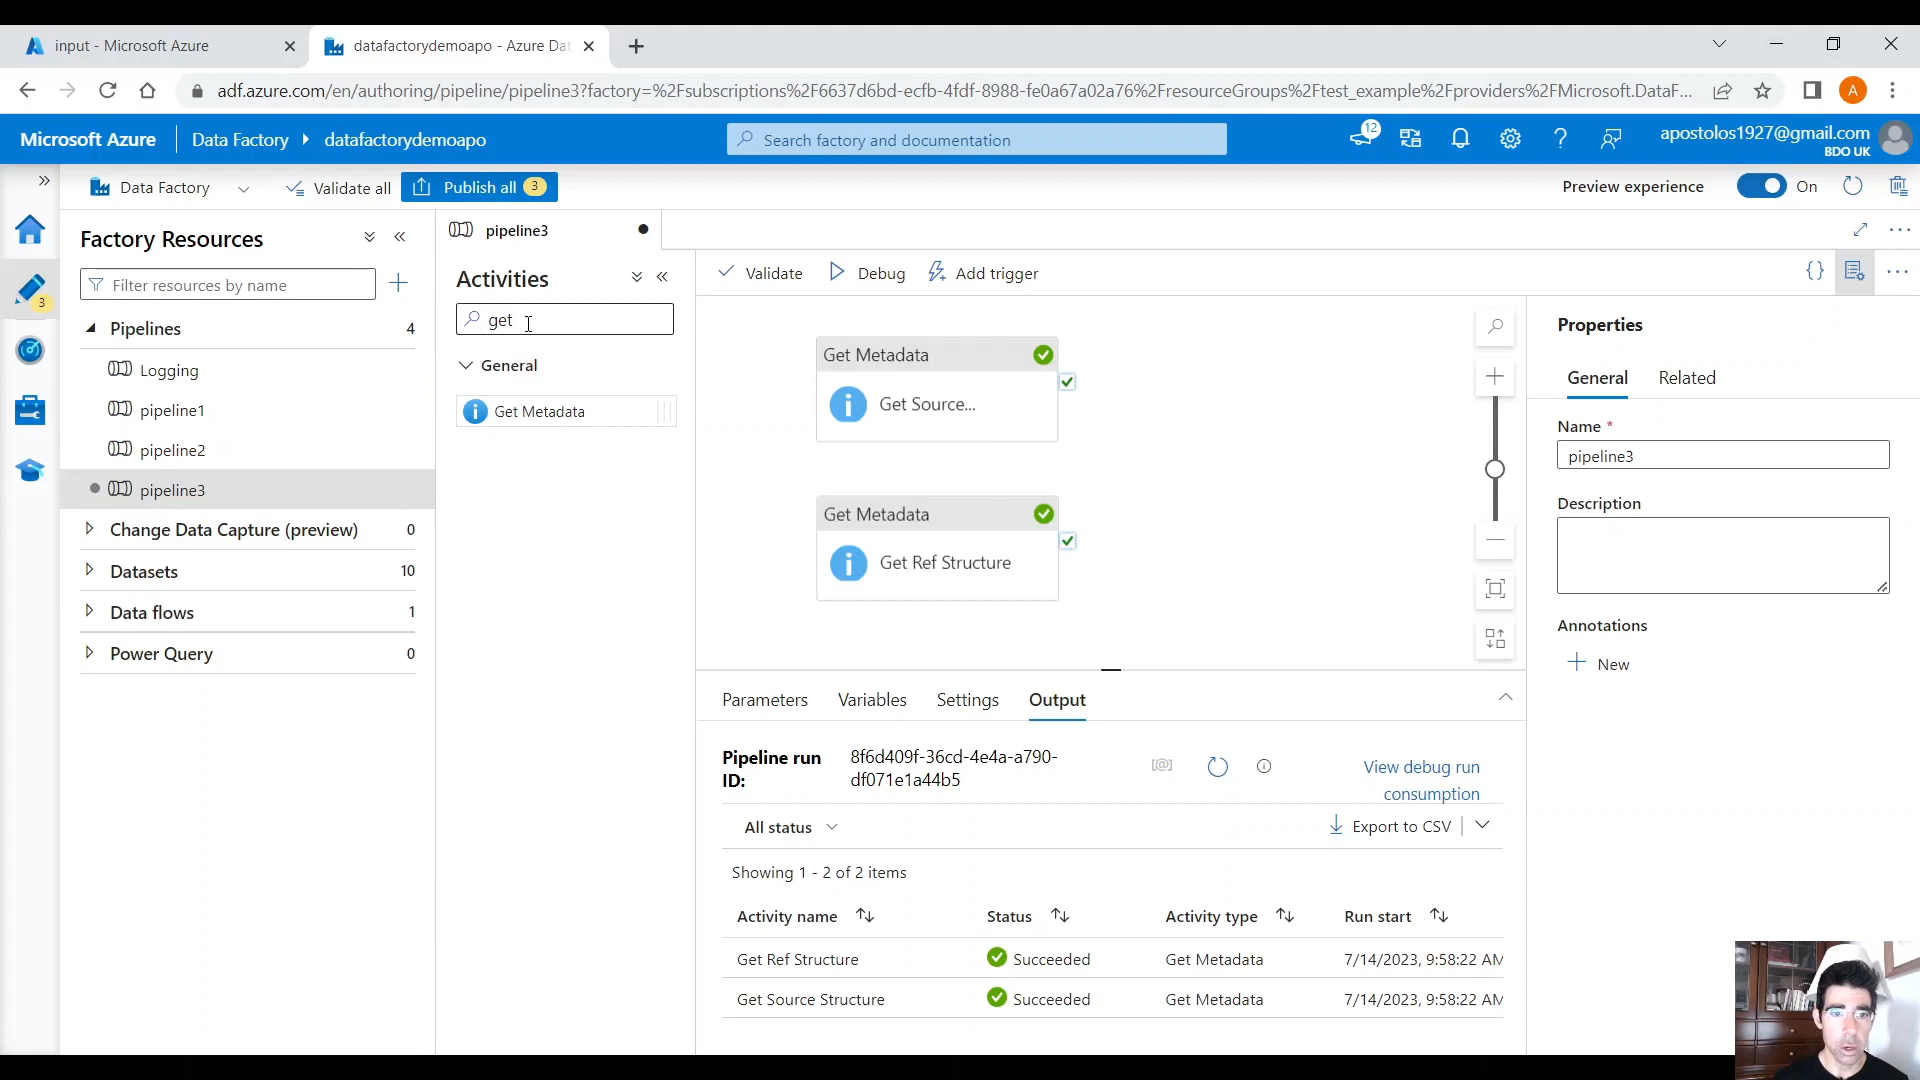 input - Microsoft Azure
datafactorydemoapo - Azure Dat
adf.azure.com/en/authoring/pipeline/pipeline3?factory=%2Fsubscriptions%2F6637d6bd-ecfb-4fdf-8988-fe0a67a02a76%2FresourceGroups%2Ftest_example%2Fproviders%2FMicrosoft.DataF...
A
Microsoft Azure
Data Factory
datafactorydemoapo
Search factory and documentation
12
apostolos1927@gmail.com
BDO UK
Data Factory
Validate all
Publish all
3
Preview experience
On
3
Factory Resources
Filter resources by name
Pipelines
4
Logging
pipeline1
pipeline2
pipeline3
Change Data Capture (preview)
0
Datasets
10
Data flows
1
Power Query
0
pipeline3
Activities
get
General
Get Metadata
Validate
Debug
Add trigger
Get Metadata
Get Source...
Get Metadata
Get Ref Structure
Parameters
Variables
Settings
Output
Pipeline run
ID:
8f6d409f-36cd-4e4a-a790-
df071e1a44b5
View debug run
consumption
All status
Export to CSV
Showing 1 - 2 of 2 items
Activity name
Status
Activity type
Run start
Get Ref Structure
Succeeded
Get Metadata
7/14/2023, 9:58:22 AM
Get Source Structure
Succeeded
Get Metadata
7/14/2023, 9:58:22 AM
Properties
General
Related
Name *
pipeline3
Description
Annotations
New